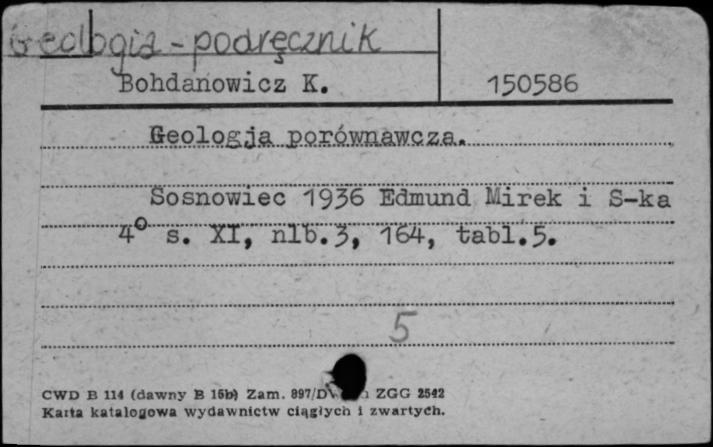 Geologia - podręcznik
Bohdanowicz K. 150586
Geologja porównawcza.
Sosnowiec 1936 Edmund Mirek i S-ka
4° s. XI, nlb.3, 164, tabl.5.
5
CWD B 114 (dawny B 15b) Zam. 897/D ZGG 2542
Karta katalogowa wydawnictw ciągłych i zwartych.